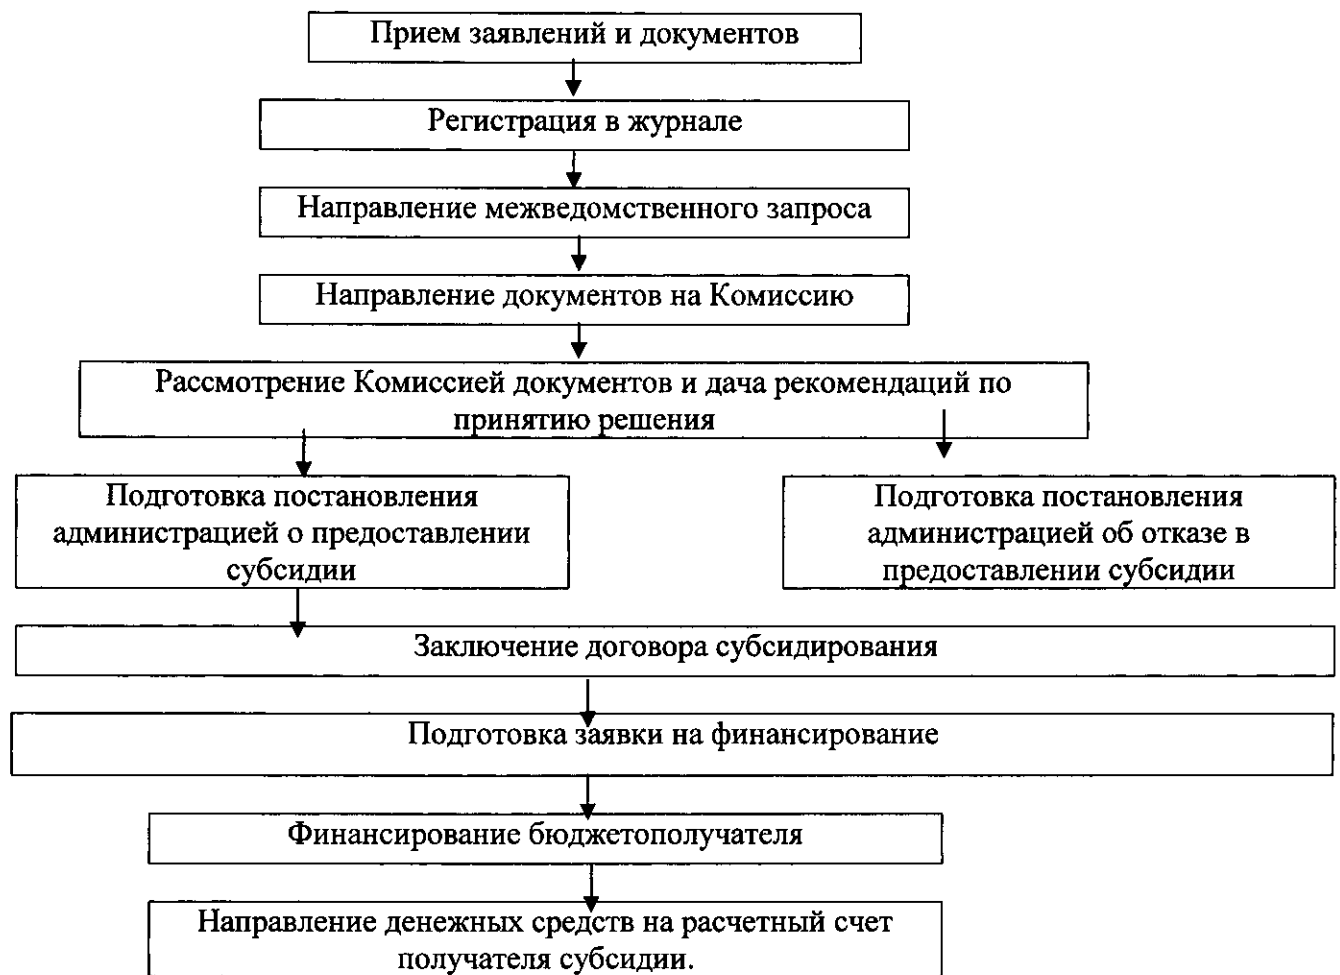 Прием заявлений и документов
Регистрация в журнале
Направление межведомственного запроса
Направление документов на Комиссию
Рассмотрение Комиссией документов и дача рекомендаций по
принятию решения
Подготовка постановления
администрацией о предоставлении
субсидии
Подготовка постановления
администрацией об отказе в
предоставлении субсидии
Заключение договора субсидирования
Подготовка заявки на финансирование
Финансирование бюджетополучателя
Направление денежных средств на расчетный счет
получателя субсидии.